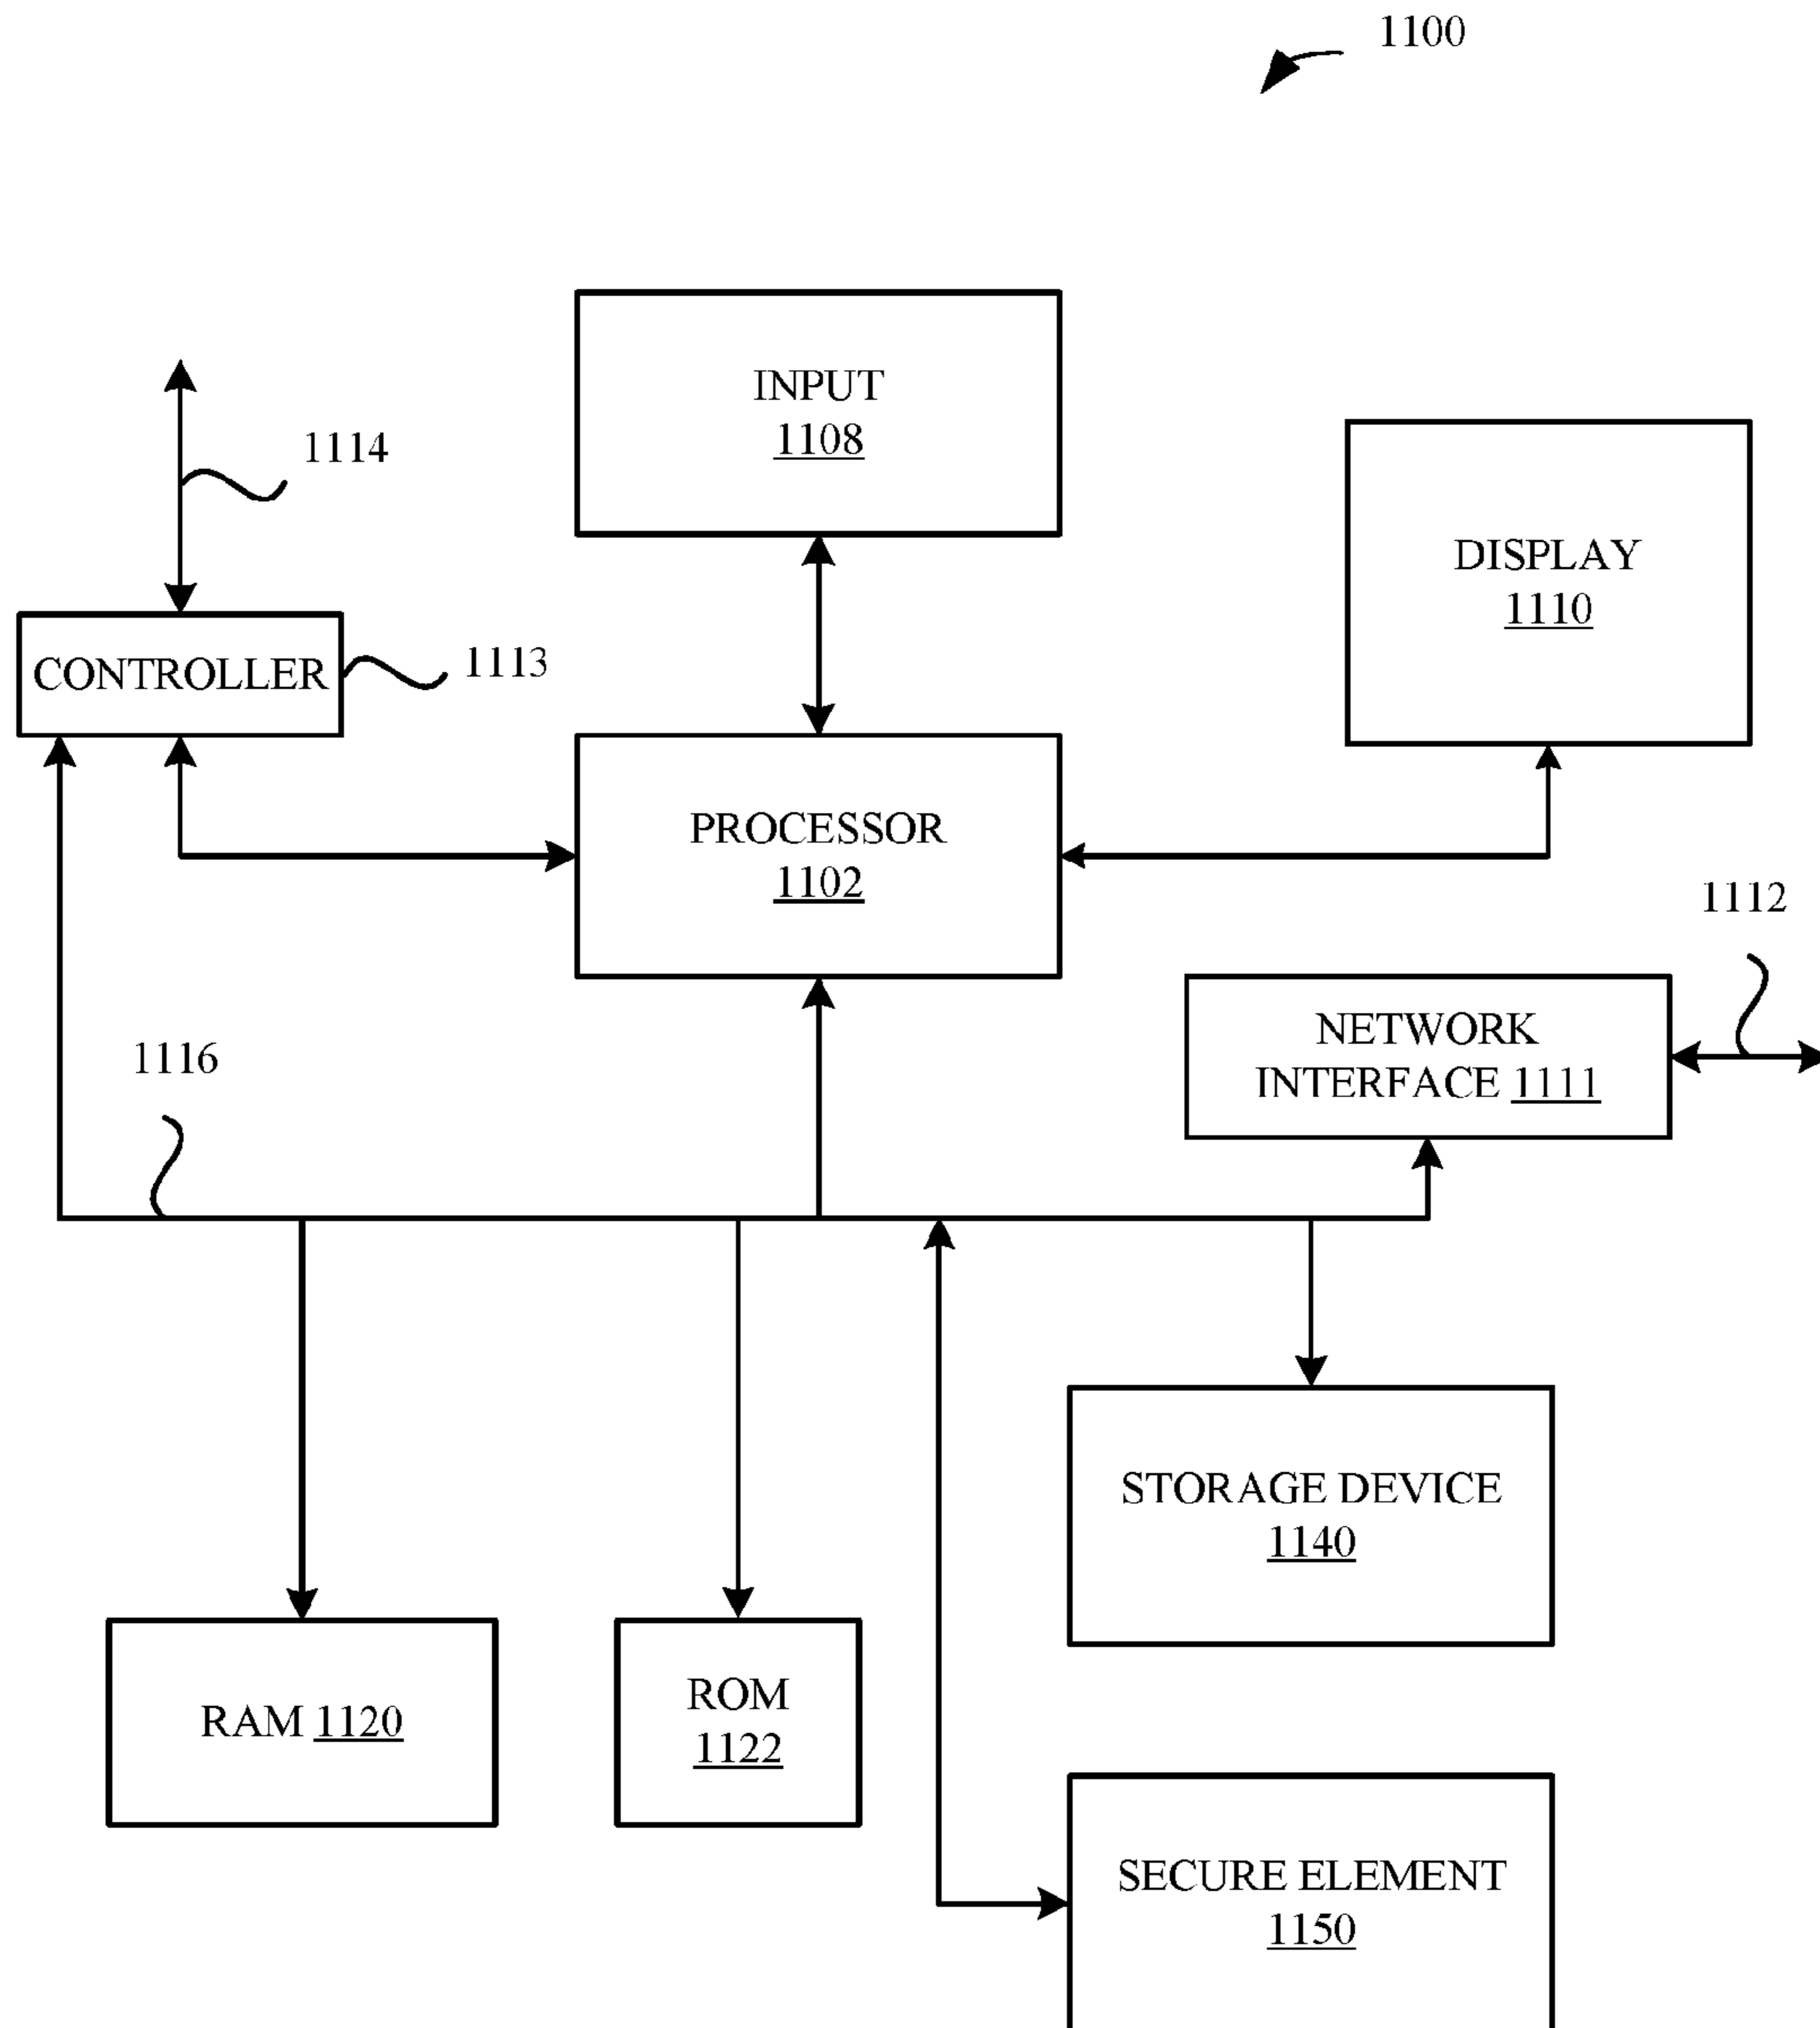 1100
INPUT
1108
1114
DISPLAY
1110
CONTROLLER
1113
PROCESSOR
1102
1112
NETWORK
INTERFACE 1111
1116
STORAGE DEVICE
1140
RAM 1120
ROM
1122
SECURE ELEMENT
1150